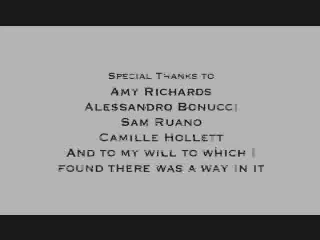 Special Thanks to
Amy Richards
Alessandro Bonucci
Sam Ruano
Camille Hollett
And to my will to which I
found there was a way in it